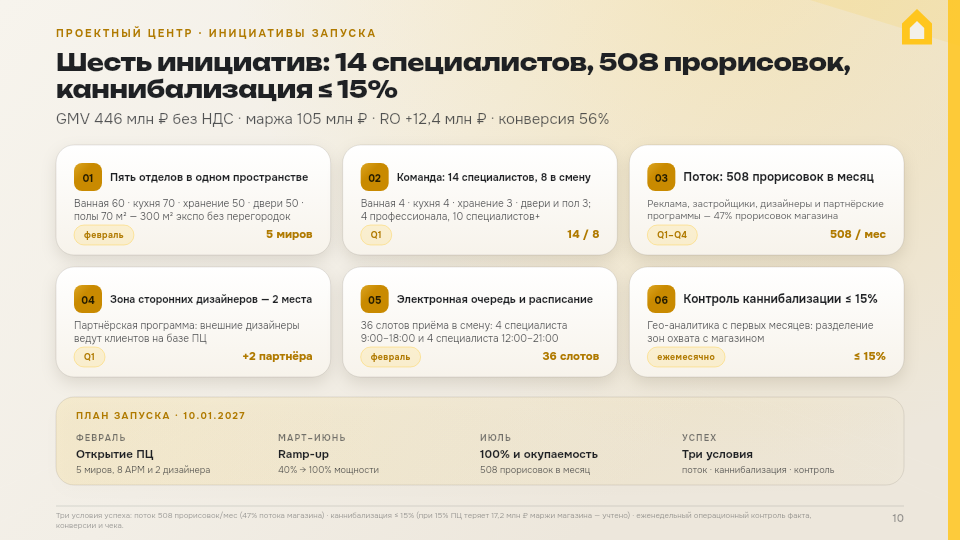 ПРОЕКТНЫЙ ЦЕНТР · ИНИЦИАТИВЫ ЗАПУСКА
Шесть инициатив: 14 специалистов, 508 прорисовок,
каннибализация ≤ 15%
GMV 446 млн ₽ без НДС · маржа 105 млн ₽ · RO +12,4 млн ₽ · конверсия 56%
01 Пять отделов в одном пространстве
Ванная 60 · кухня 70 · хранение 50 · двери 50 ·
полы 70 м² — 300 м² экспо без перегородок
февраль 5 миров
02 Команда: 14 специалистов, 8 в смену
Ванная 4 · кухня 4 · хранение 3 · двери и пол 3;
4 профессионала, 10 специалистов+
Q1 14 / 8
03 Поток: 508 прорисовок в месяц
Реклама, застройщики, дизайнеры и партнёрские
программы — 47% прорисовок магазина
Q1–Q4 508 / мес
04 Зона сторонних дизайнеров — 2 места
Партнёрская программа: внешние дизайнеры
ведут клиентов на базе ПЦ
Q1 +2 партнёра
05 Электронная очередь и расписание
36 слотов приёма в смену: 4 специалиста
9:00–18:00 и 4 специалиста 12:00–21:00
февраль 36 слотов
06 Контроль каннибализации ≤ 15%
Гео-аналитика с первых месяцев: разделение
зон охвата с магазином
ежемесячно ≤ 15%
ПЛАН ЗАПУСКА · 10.01.2027
ФЕВРАЛЬ
Открытие ПЦ
5 миров, 8 АРМ и 2 дизайнера
МАРТ–ИЮНЬ
Ramp-up
40% → 100% мощности
ИЮЛЬ
100% и окупаемость
508 прорисовок в месяц
УСПЕХ
Три условия
поток · каннибализация · контроль
Три условия успеха: поток 508 прорисовок/мес (47% потока магазина) · каннибализация ≤ 15% (при 15% ПЦ теряет 17,2 млн ₽ маржи магазина — учтено) · еженедельный операционный контроль факта,
конверсии и чека.
10